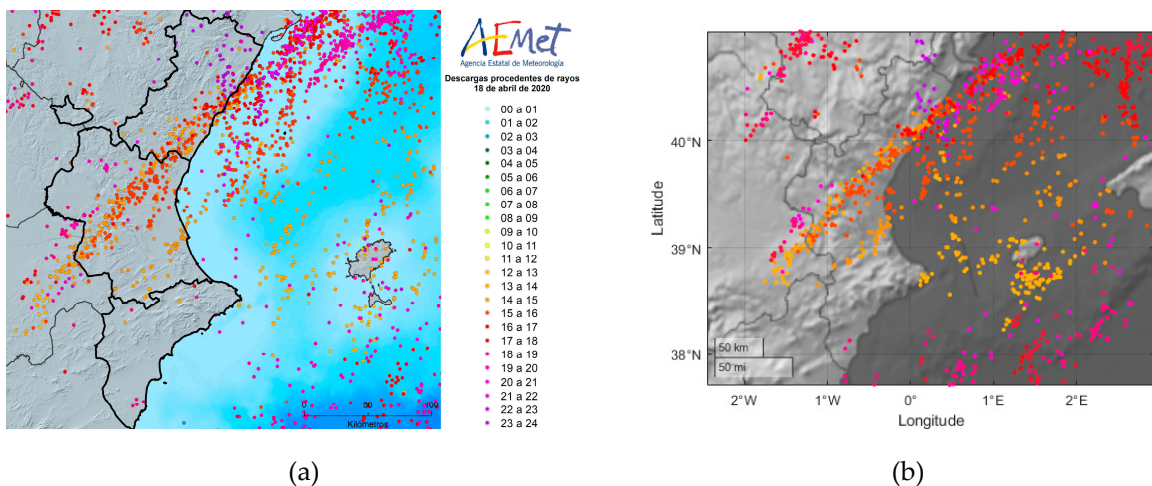 AEMet
Agencia Estatal de Meteorología
Descargas procedentes de rayos
18 de abril de 2020
00 a 01
01 a 02
02 a 03
03 a 04
04 a 05
05 a 06
06 a 07
07 a 08
08 a 09
09 a 10
10 a 11
11 a 12
12 a 13
13 a 14
14 a 15
15 a 16
16 a 17
17 a 18
18 a 19
19 a 20
20 a 21
21 a 22
22 a 23
23 a 24
0 50 100
Kilómetros
(a)
Latitude
40°N
39°N
38°N
50 km
50 mi
2°W 1°W 0° 1°E 2°E
Longitude
(b)